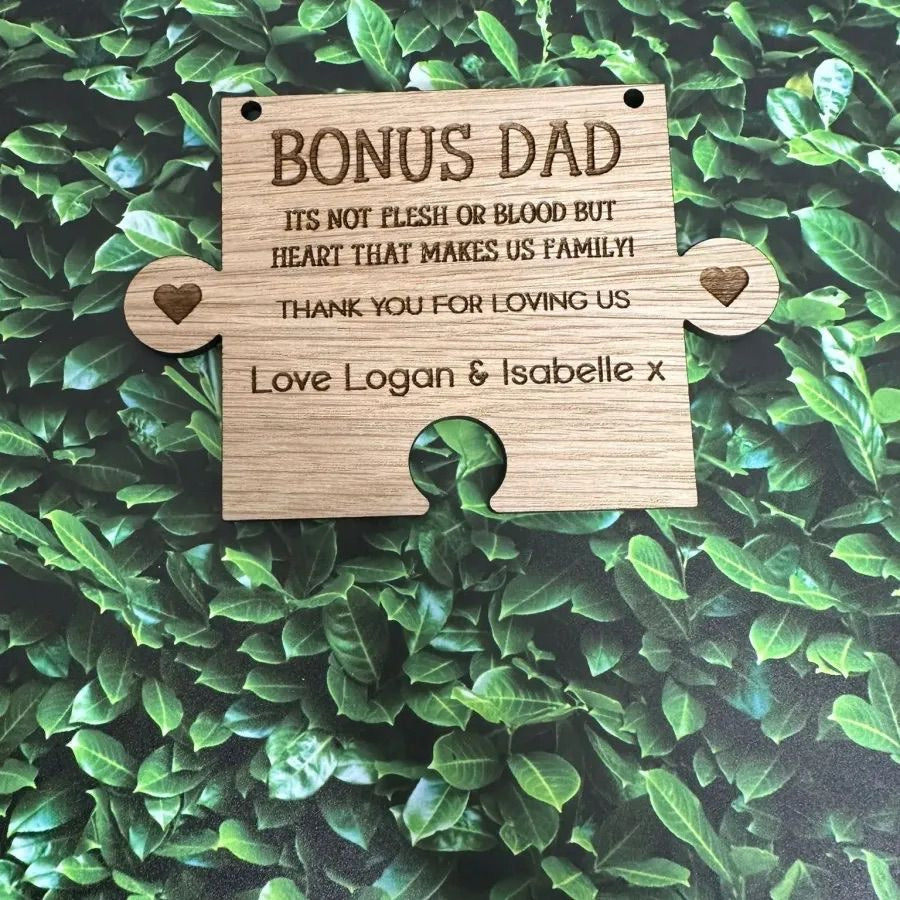 BONUS DAD
ITS NOT FLESH OR BLOOD BUT
HEART THAT MAKES US FAMILY!
THANK YOU FOR LOVING US
Love Logan & Isabelle x